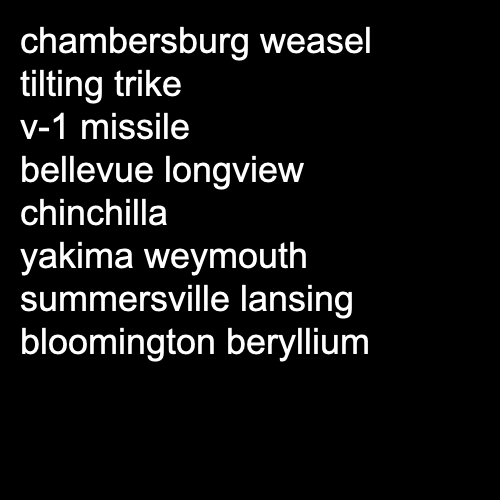 chambersburg weasel
tilting trike
v-1 missile
bellevue longview
chinchilla
yakima weymouth
summersville lansing
bloomington beryllium